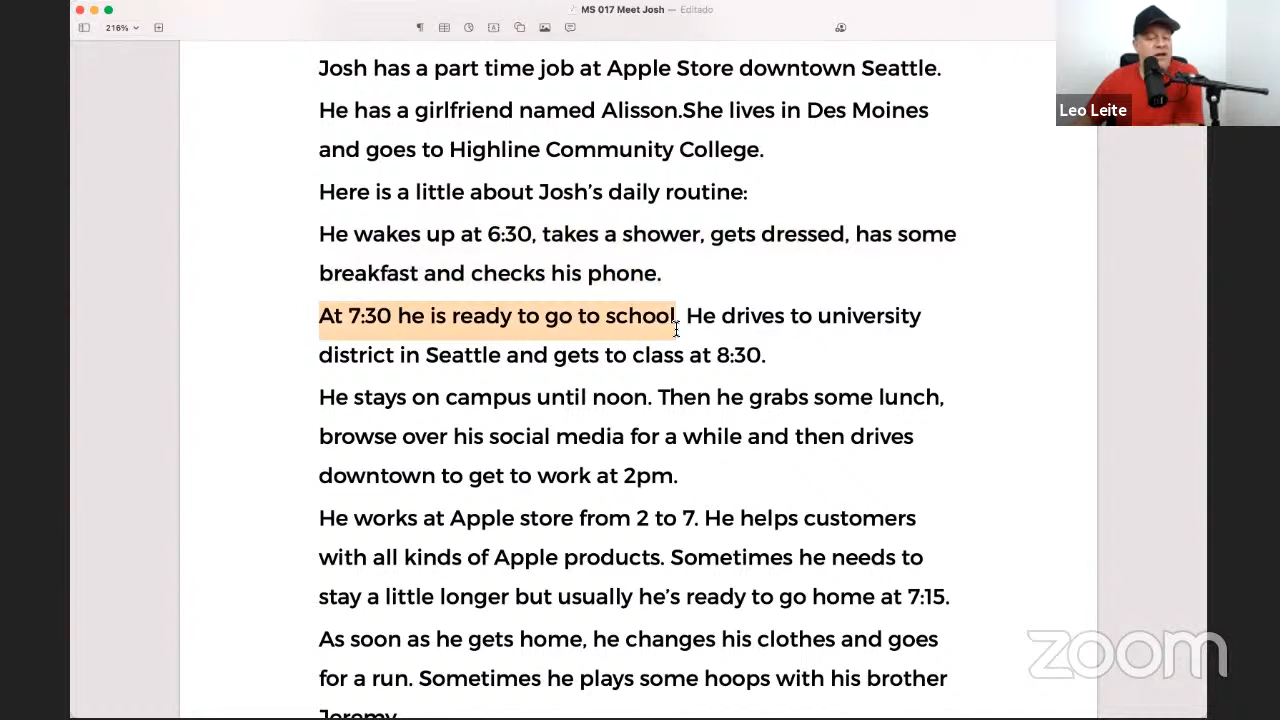 MS 017 Meet Josh — Editado
216%
Josh has a part time job at Apple Store downtown Seattle.
He has a girlfriend named Alisson.She lives in Des Moines
and goes to Highline Community College.
Here is a little about Josh’s daily routine:
He wakes up at 6:30, takes a shower, gets dressed, has some
breakfast and checks his phone.
At 7:30 he is ready to go to school. He drives to university
district in Seattle and gets to class at 8:30.
He stays on campus until noon. Then he grabs some lunch,
browse over his social media for a while and then drives
downtown to get to work at 2pm.
He works at Apple store from 2 to 7. He helps customers
with all kinds of Apple products. Sometimes he needs to
stay a little longer but usually he’s ready to go home at 7:15.
As soon as he gets home, he changes his clothes and goes
for a run. Sometimes he plays some hoops with his brother
Jeremy
Leo Leite
zoom